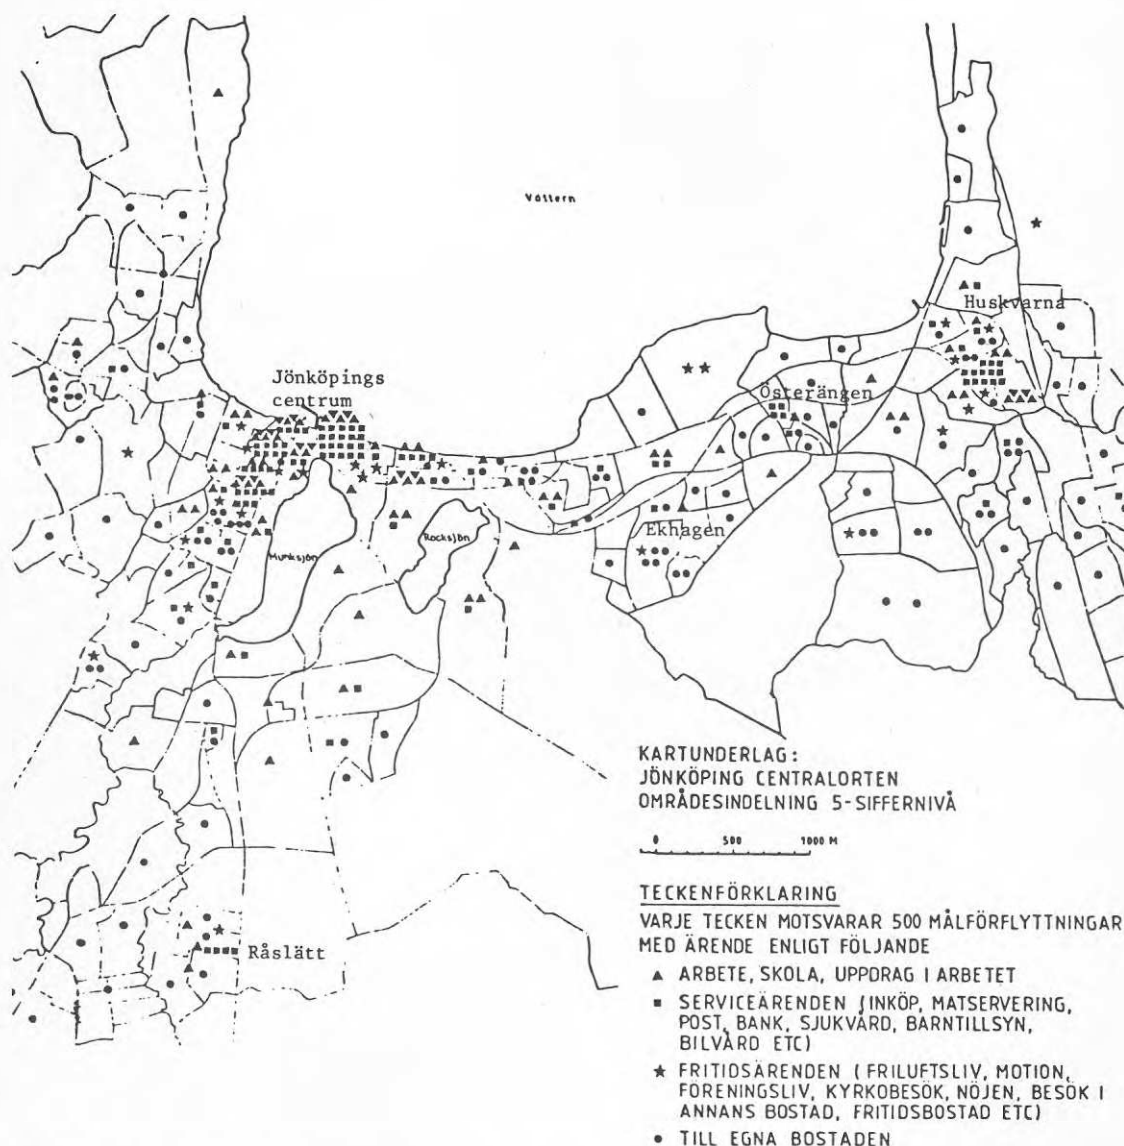 Vättern
Huskvarna
Jönköpings
centrum
Österängen
Ekhagen
Rocksjön
Munksjön
Råslätt
KARTUNDERLAG:
JÖNKÖPING CENTRALORTEN
OMRÅDESINDELNING 5-SIFFERNIVÅ
0 500 1000 M
TECKENFÖRKLARING
VARJE TECKEN MOTSVARAR 500 MÅLFÖRFLYTTNINGAR
MED ÄRENDE ENLIGT FÖLJANDE
▲ ARBETE, SKOLA, UPPDRAG I ARBETET
■ SERVICEÄRENDEN (INKÖP, MATSERVERING,
POST, BANK, SJUKVÅRD, BARNTILLSYN,
BILVÅRD ETC)
★ FRITIDSÄRENDEN (FRILUFTSLIV, MOTION,
FÖRENINGSLIV, KYRKOBESÖK, NÖJEN, BESÖK I
ANNANS BOSTAD, FRITIDSBOSTAD ETC)
● TILL EGNA BOSTADEN